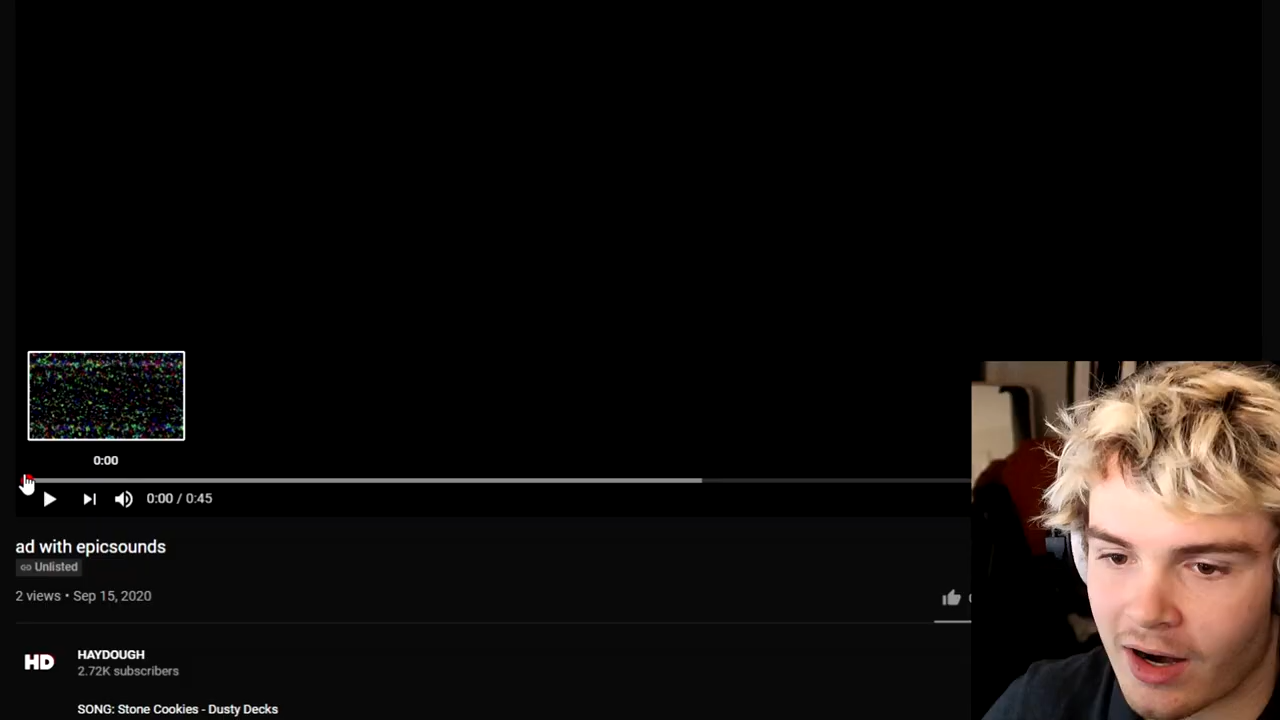 0:00
0:00 / 0:45
ad with epicsounds
Unlisted
2 views • Sep 15, 2020
HD
HAYDOUGH
2.72K subscribers
SONG: Stone Cookies - Dusty Decks